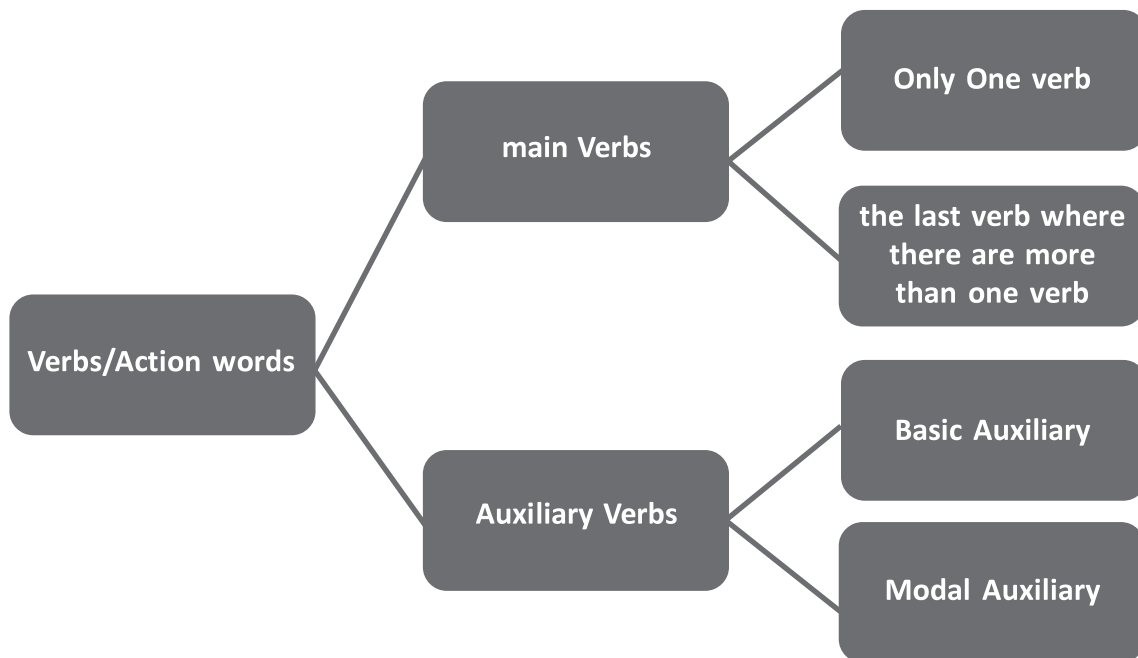 Only One verb
main Verbs
the last verb where
there are more
than one verb
Verbs/Action words
Basic Auxiliary
Auxiliary Verbs
Modal Auxiliary